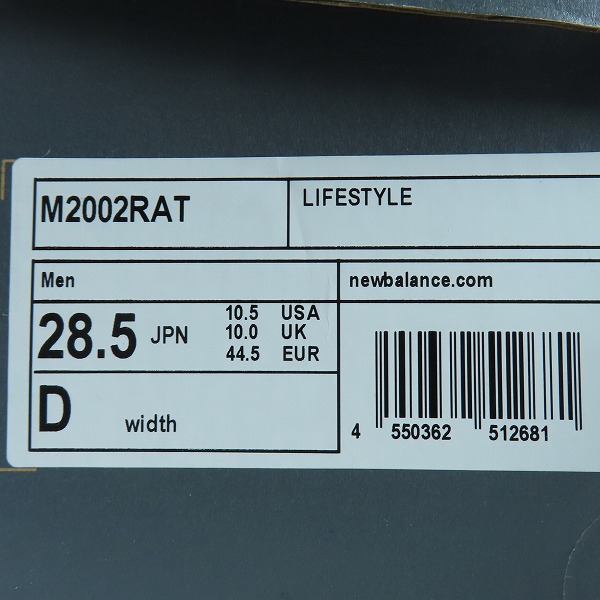 M2002RAT
LIFESTYLE
Men
newbalance.com
28.5 JPN
10.5 USA
10.0 UK
44.5 EUR
D width
4 550362 512681